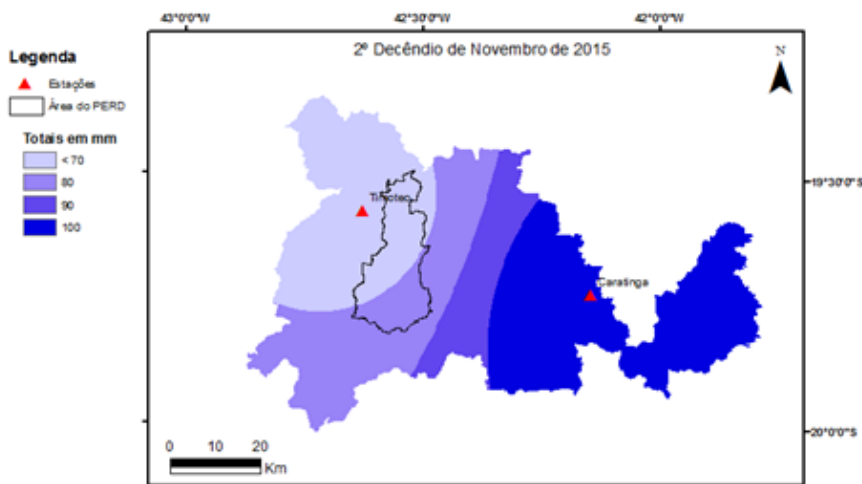 43°0'0"W
42°30'0"W
42°0'0"W
2º Decêndio de Novembro de 2015
N
Legenda
Estações
Área do PERD
Totais em mm
< 70
80
90
100
Timoteo
19°30'0"S
Caratinga
20°0'0"S
0 10 20
Km